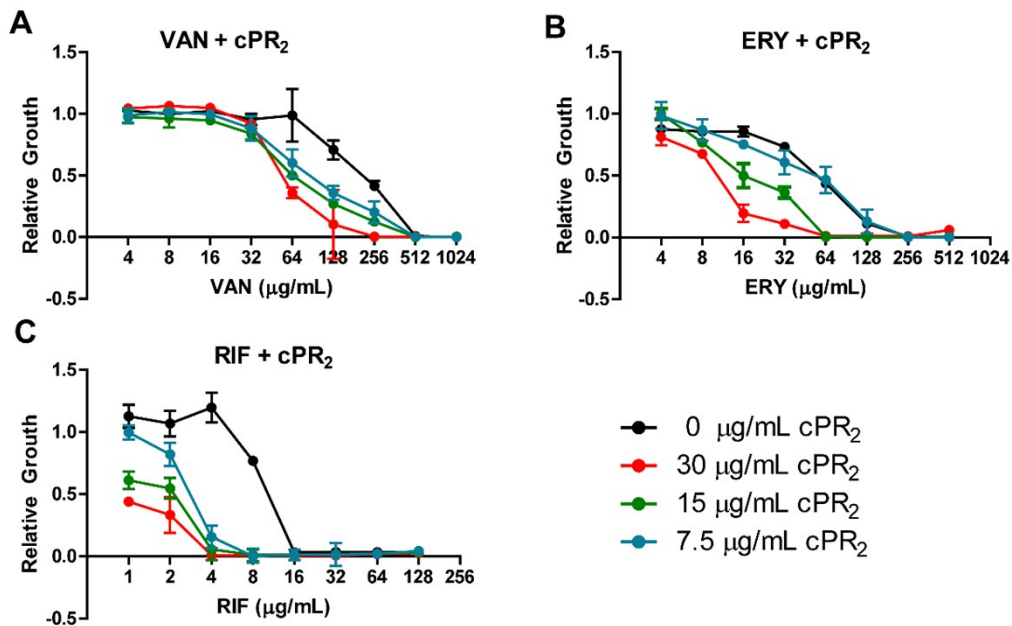 A
VAN + cPR₂
1.5
1.0
0.5
0.0
-0.5
Relative Grouth
4 8 16 32 64 128 256 512 1024
VAN (µg/mL)
B
ERY + cPR₂
1.5
1.0
0.5
0.0
-0.5
Relative Grouth
4 8 16 32 64 128 256 512 1024
ERY (µg/mL)
C
RIF + cPR₂
1.5
1.0
0.5
0.0
-0.5
Relative Grouth
1 2 4 8 16 32 64 128 256
RIF (µg/mL)
0 µg/mL cPR₂
30 µg/mL cPR₂
15 µg/mL cPR₂
7.5 µg/mL cPR₂